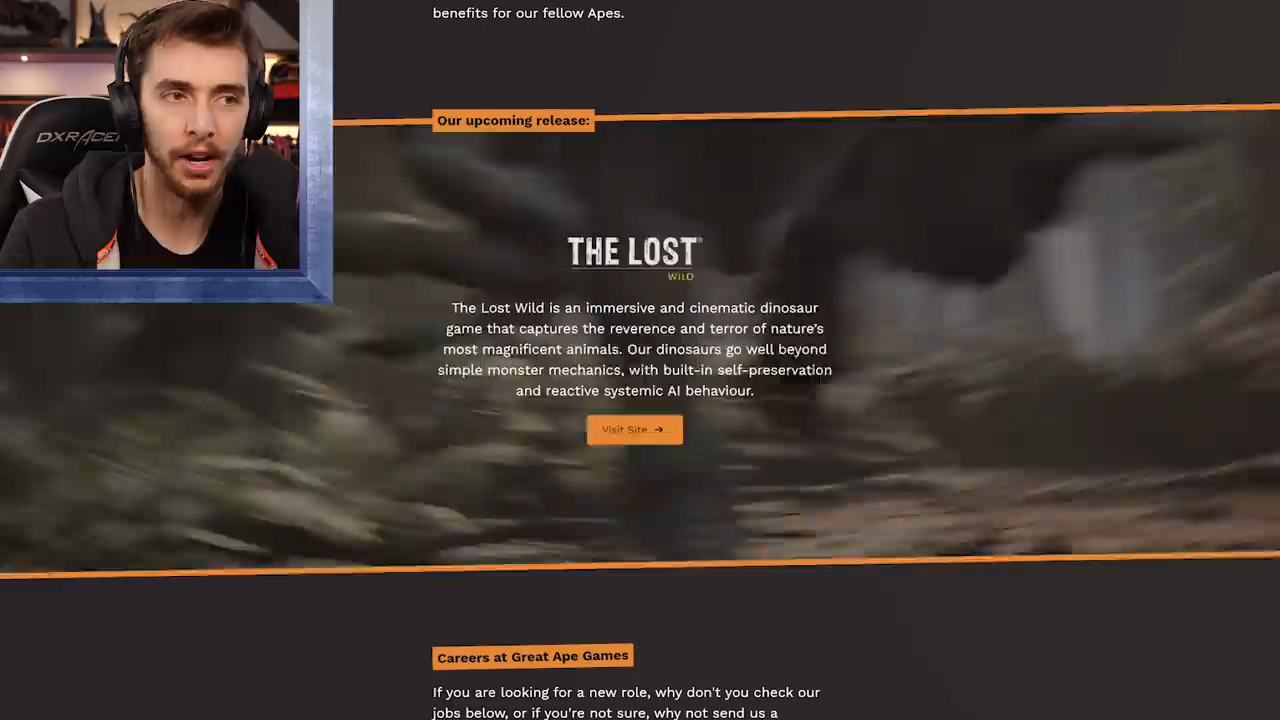 benefits for our fellow Apes.
Our upcoming release:
DXRACER
THE LOST
WILD
The Lost Wild is an immersive and cinematic dinosaur
game that captures the reverence and terror of nature's
most magnificent animals. Our dinosaurs go well beyond
simple monster mechanics, with built-in self-preservation
and reactive systemic AI behaviour.
Visit Site →
Careers at Great Ape Games
If you are looking for a new role, why don't you check our
jobs below, or if you're not sure, why not send us a